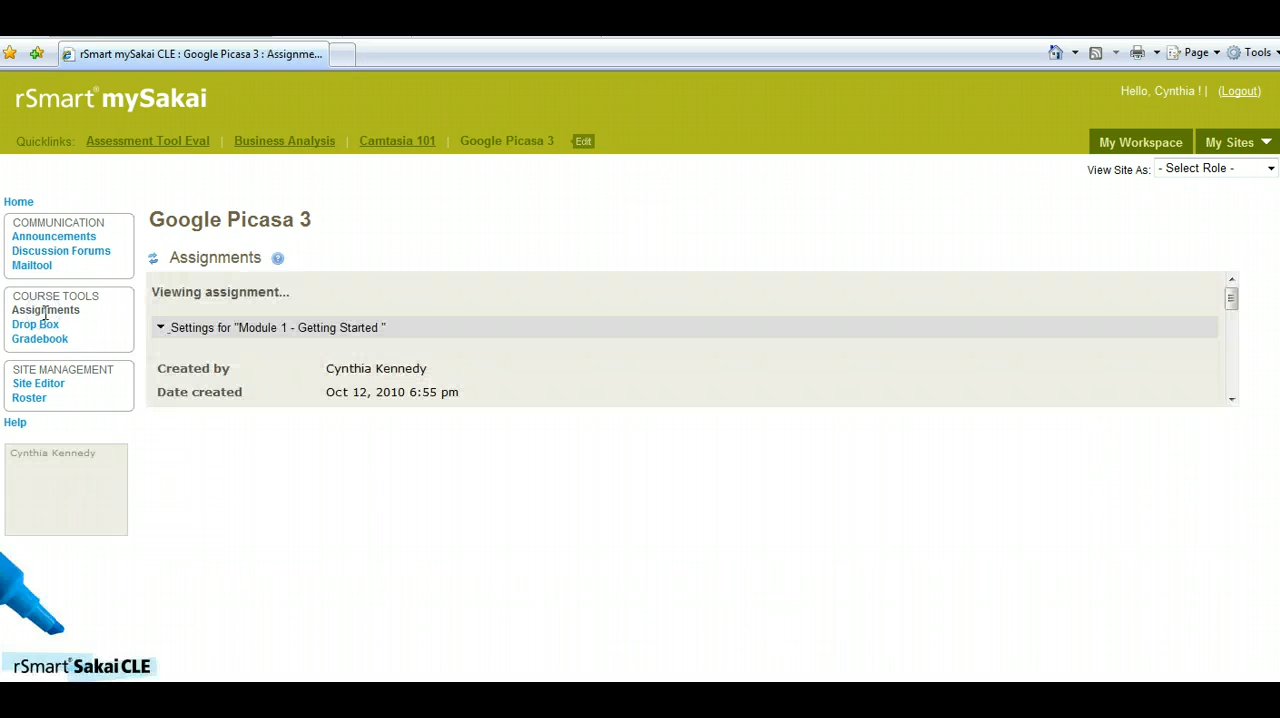 rSmart mySakai CLE : Google Picasa 3 : Assignme...
Page
Tools
rSmart® mySakai
Hello, Cynthia ! | (Logout)
Quicklinks: Assessment Tool Eval | Business Analysis | Camtasia 101 | Google Picasa 3 Edit
My Workspace
My Sites
View Site As: - Select Role -
Home
COMMUNICATION
Announcements
Discussion Forums
Mailtool
COURSE TOOLS
Assignments
Drop Box
Gradebook
SITE MANAGEMENT
Site Editor
Roster
Help
Cynthia Kennedy
Google Picasa 3
Assignments ?
Viewing assignment...
Settings for "Module 1 - Getting Started "
Created by Cynthia Kennedy
Date created Oct 12, 2010 6:55 pm
rSmart® Sakai CLE